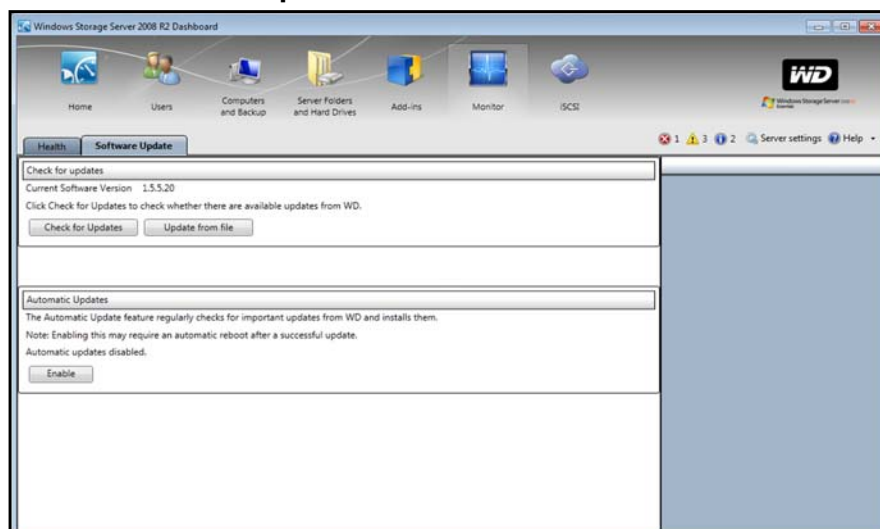 Windows Storage Server 2008 R2 Dashboard
Home
Users
Computers
and Backup
Server Folders
and Hard Drives
Add-ins
Monitor
iSCSI
WD
Windows Storage Server
1 3 2 Server settings Help
Health
Software Update
Check for updates
Current Software Version 1.5.5.20
Click Check for Updates to check whether there are available updates from WD.
Check for Updates
Update from file
Automatic Updates
The Automatic Update feature regularly checks for important updates from WD and installs them.
Note: Enabling this may require an automatic reboot after a successful update.
Automatic updates disabled.
Enable